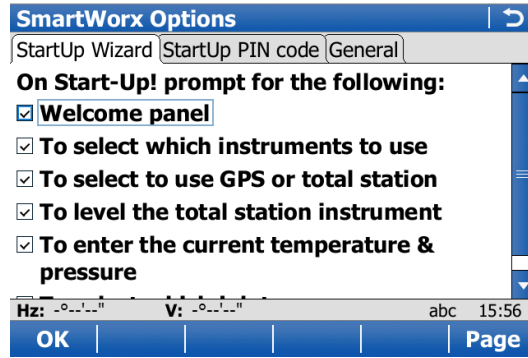 SmartWorx Options
StartUp Wizard StartUp PIN code General
On Start-Up! prompt for the following:
Welcome panel
To select which instruments to use
To select to use GPS or total station
To level the total station instrument
To enter the current temperature &
pressure
Hz: -°--'--" V: -°--'--" abc 15:56
OK Page